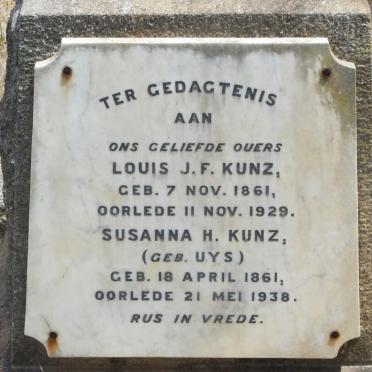 TER GEDAGTENIS
AAN
ONS GELIEFDE OUERS
LOUIS J.F. KUNZ,
GEB. 7 NOV. 1861,
OORLEDE 11 NOV. 1929.
SUSANNA H. KUNZ,
(GEB. UYS)
GEB. 18 APRIL 1861,
OORLEDE 21 MEI 1938.
RUS IN VREDE.